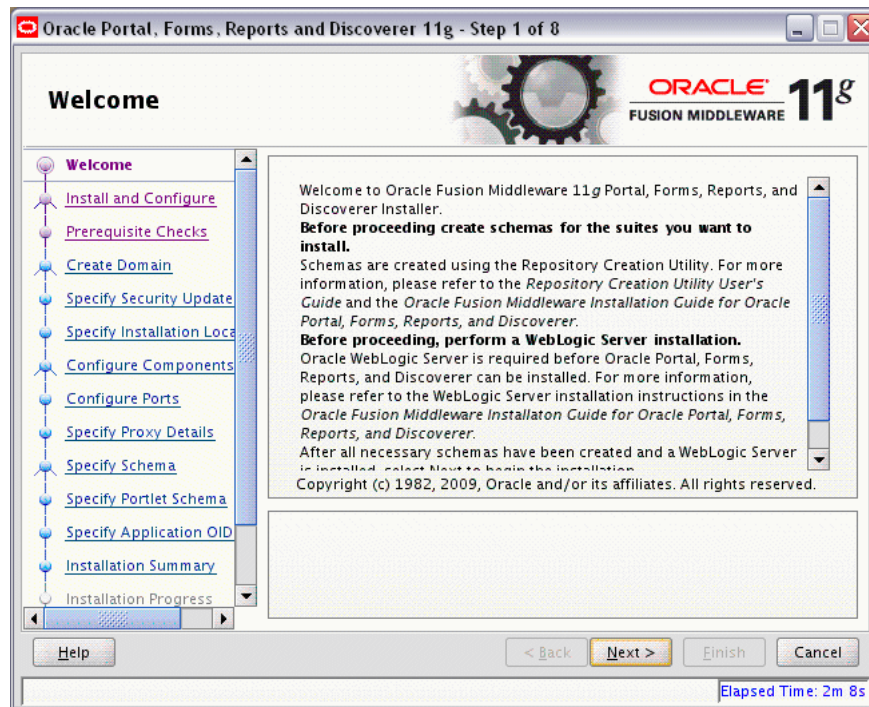 Oracle Portal, Forms, Reports and Discoverer 11g - Step 1 of 8
Welcome
ORACLE
FUSION MIDDLEWARE 11g
Welcome
Install and Configure
Prerequisite Checks
Create Domain
Specify Security Update
Specify Installation Loca
Configure Components
Configure Ports
Specify Proxy Details
Specify Schema
Specify Portlet Schema
Specify Application OID
Installation Summary
Installation Progress
Welcome to Oracle Fusion Middleware 11g Portal, Forms, Reports, and
Discoverer Installer.
Before proceeding create schemas for the suites you want to
install.
Schemas are created using the Repository Creation Utility. For more
information, please refer to the Repository Creation Utility User's
Guide and the Oracle Fusion Middleware Installation Guide for Oracle
Portal, Forms, Reports, and Discoverer.
Before proceeding, perform a WebLogic Server installation.
Oracle WebLogic Server is required before Oracle Portal, Forms,
Reports, and Discoverer can be installed. For more information,
please refer to the WebLogic Server installation instructions in the
Oracle Fusion Middleware Installaton Guide for Oracle Portal, Forms,
Reports, and Discoverer.
After all necessary schemas have been created and a WebLogic Server
is installed, select Next to begin the installation
Copyright (c) 1982, 2009, Oracle and/or its affiliates. All rights reserved.
Help
< Back
Next >
Finish
Cancel
Elapsed Time: 2m 8s